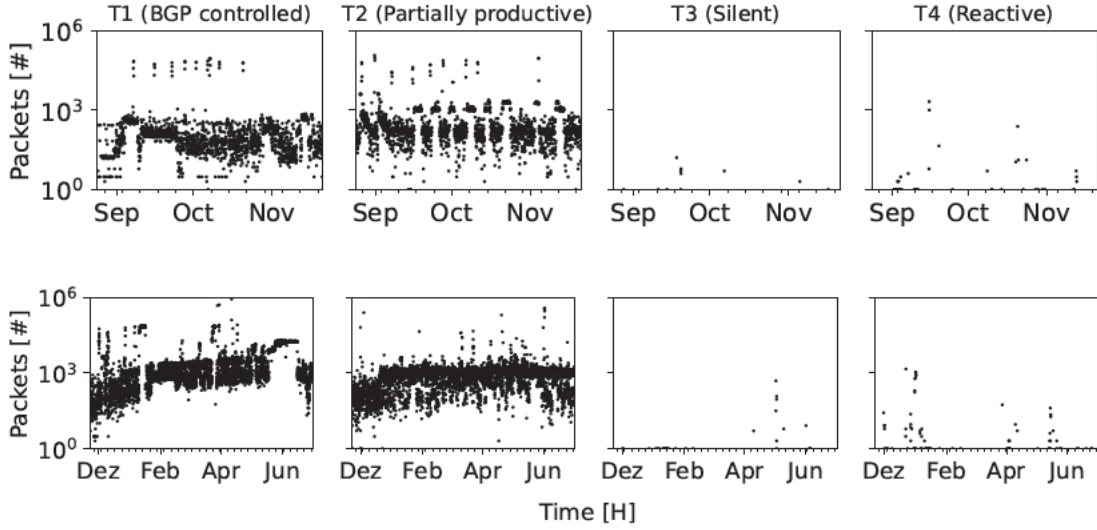 T1 (BGP controlled) T2 (Partially productive) T3 (Silent) T4 (Reactive)
Packets [#]
10^6
10^3
10^0
Sep Oct Nov Sep Oct Nov Sep Oct Nov Sep Oct Nov
Packets [#]
10^6
10^3
10^0
Dez Feb Apr Jun Dez Feb Apr Jun Dez Feb Apr Jun Dez Feb Apr Jun
Time [H]